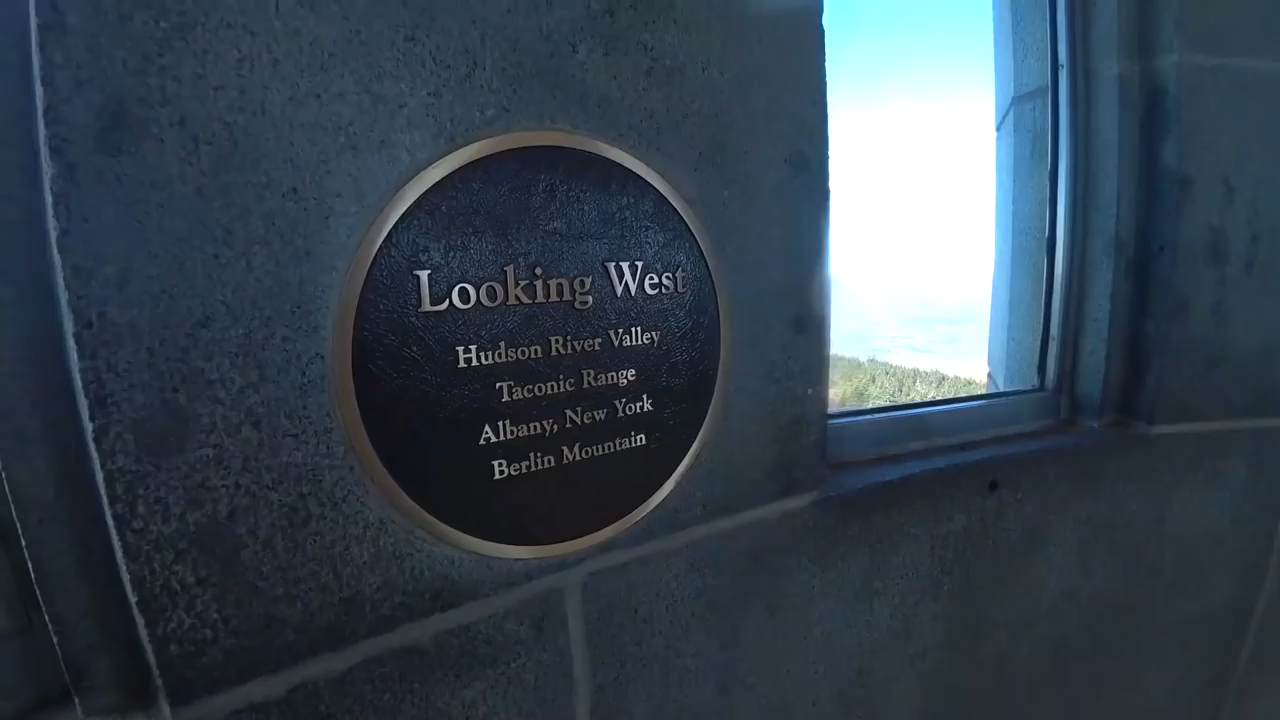 Looking West
Hudson River Valley
Taconic Range
Albany, New York
Berlin Mountain